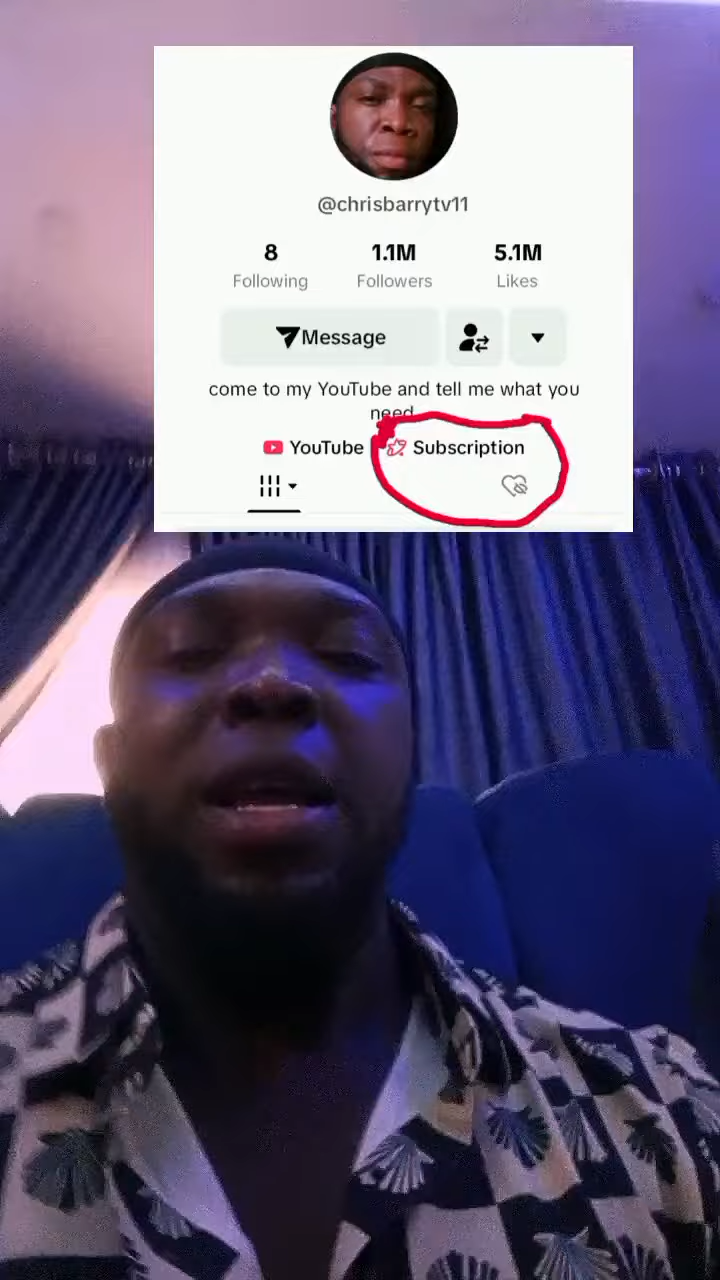 @chrisbarrytv11
8 1.1M 5.1M
Following Followers Likes
Message
come to my YouTube and tell me what you
need
YouTube Subscription